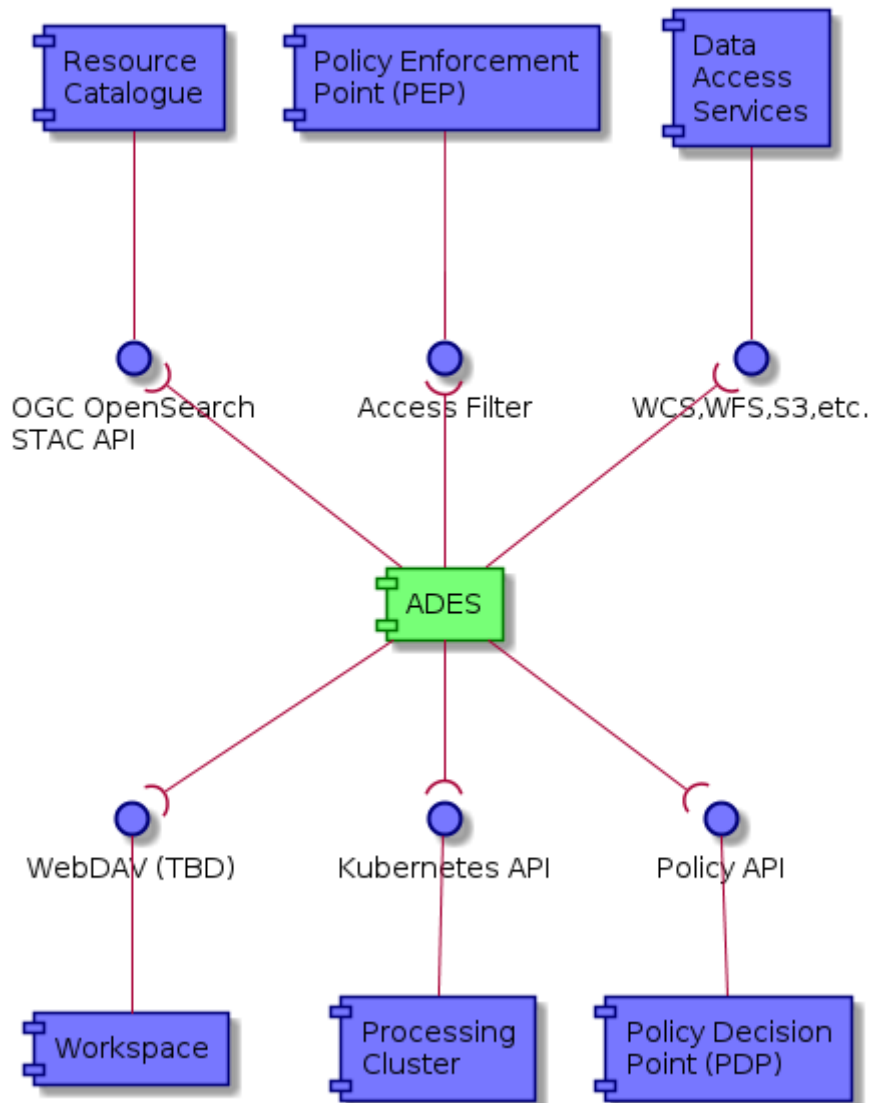 Resource
Catalogue
Policy Enforcement
Point (PEP)
Data
Access
Services
OGC OpenSearch
STAC API
Access Filter
WCS,WFS,S3,etc.
ADES
WebDAV (TBD)
Kubernetes API
Policy API
Workspace
Processing
Cluster
Policy Decision
Point (PDP)